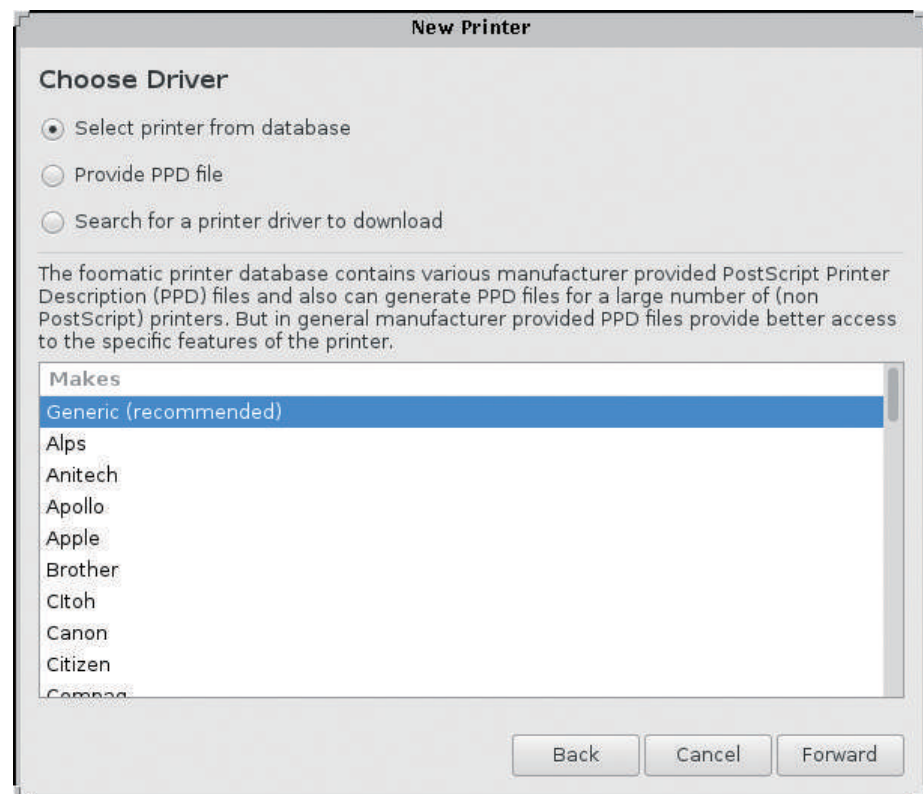 New Printer
Choose Driver
Select printer from database
Provide PPD file
Search for a printer driver to download
The foomatic printer database contains various manufacturer provided PostScript Printer
Description (PPD) files and also can generate PPD files for a large number of (non
PostScript) printers. But in general manufacturer provided PPD files provide better access
to the specific features of the printer.
Makes
Generic (recommended)
Alps
Anitech
Apollo
Apple
Brother
CItoh
Canon
Citizen
Compaq
Back
Cancel
Forward